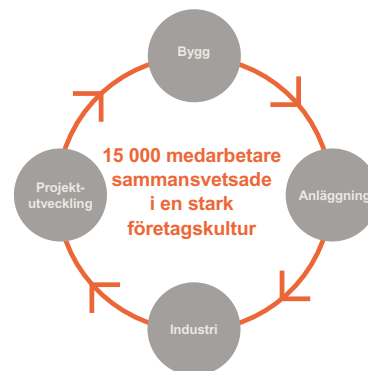 Bygg
15 000 medarbetare
sammansvetsade
i en stark
företagskultur
Projekt-
utveckling
Anläggning
Industri